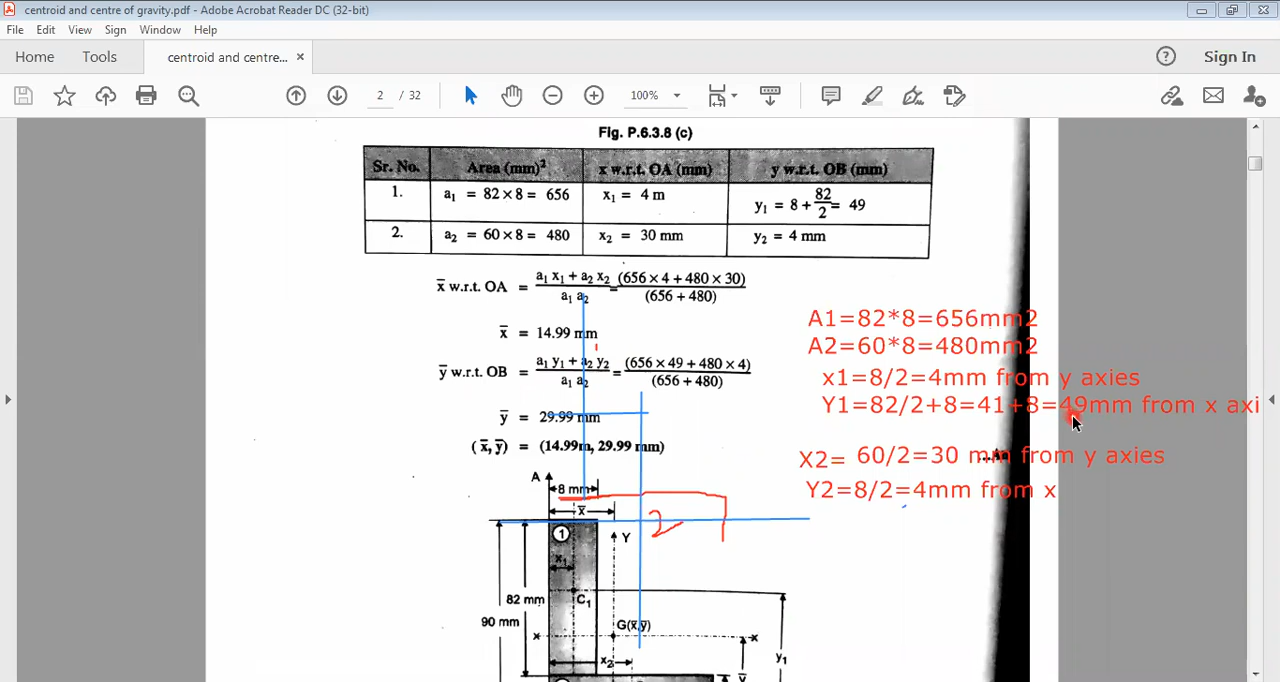 centroid and centre of gravity.pdf - Adobe Acrobat Reader DC (32-bit)
File Edit View Sign Window Help
Home Tools centroid and centre... × Sign In
2 / 32 100%
Fig. P.6.3.8 (c)
Sr. No. Area (mm)² x w.r.t. OA (mm) y w.r.t. OB (mm)
1. a₁ = 82 × 8 = 656 x₁ = 4 m y₁ = 8 + 82/2 = 49
2. a₂ = 60 × 8 = 480 x₂ = 30 mm y₂ = 4 mm
x̄ w.r.t. OA = a₁ x₁ + a₂ x₂ / a₁ a₂ = (656 × 4 + 480 × 30) / (656 + 480)
x̄ = 14.99 mm
ȳ w.r.t. OB = a₁ y₁ + a₂ y₂ / a₁ a₂ = (656 × 49 + 480 × 4) / (656 + 480)
ȳ = 29.99 mm
(x̄, ȳ) = (14.99m, 29.99 mm)
A1=82*8=656mm2
A2=60*8=480mm2
x1=8/2=4mm from y axies
Y1=82/2+8=41+8=49mm from x axi
X2= 60/2=30 mm from y axies
Y2=8/2=4mm from x
A
8 mm
x̄
2
1
Y
x₁
82 mm
C₁
90 mm
G(x̄,ȳ)
x x
x₂
y₁